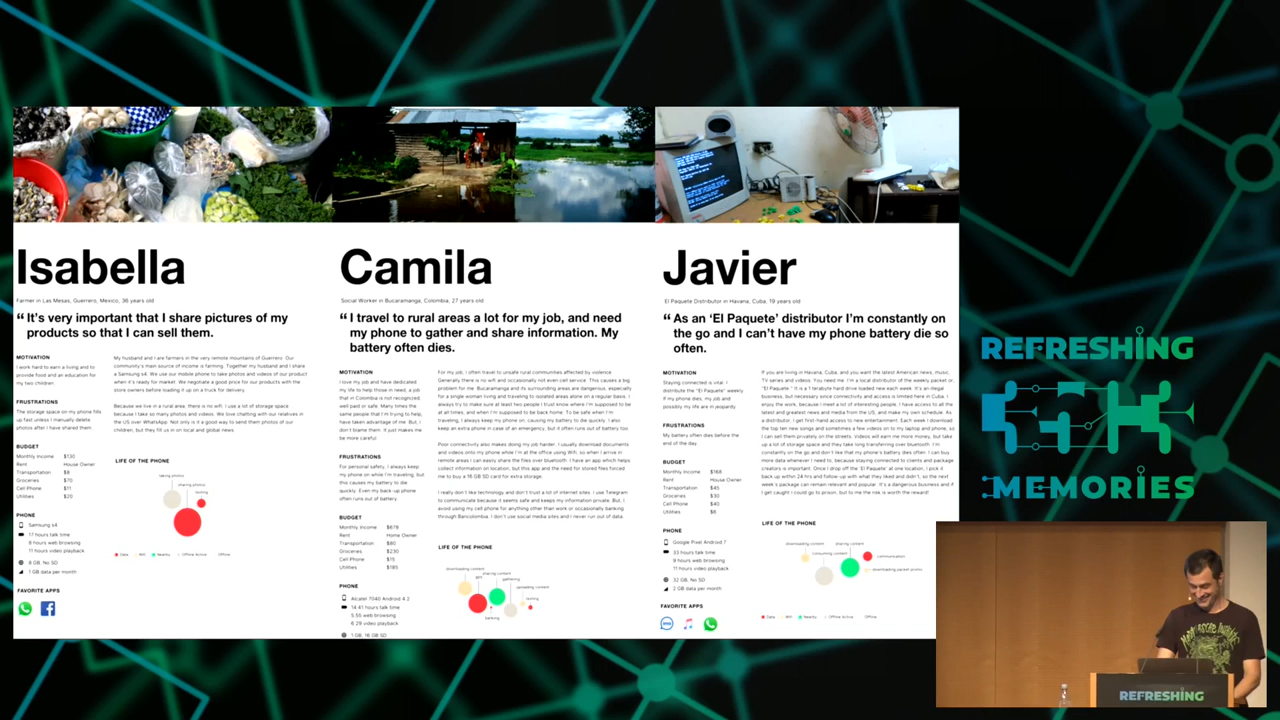 Isabella
Farmer in Las Mesas, Guerrero, Mexico, 36 years old
“ It’s very important that I share pictures of my
products so that I can sell them.
MOTIVATION
I work hard to earn a living and to
provide food and an education for
my two children.
FRUSTRATIONS
The storage space on my phone fills
up fast unless I manually delete
photos after I have shared them.
BUDGET
Monthly Income $130
Rent House Owner
Transportation $8
Groceries $70
Cell Phone $11
Utilities $20
PHONE
Samsung s4
17 hours talk time
8 hours web browsing
11 hours video playback
8 GB, No SD
1 GB data per month
FAVORITE APPS
My husband and I are farmers in the very remote mountains of Guerrero. Our
community's main source of income is farming. Together my husband and I share
a Samsung s4. We use our mobile phone to take photos and videos of our product
when it's ready for market. We negotiate a good price for our products with the
store owners before loading it up on a truck for delivery.
Because we live in a rural area, there is no wifi. I use a lot of storage space
because I take so many photos and videos. We love chatting with our relatives in
the US over WhatsApp. Not only is it a good way to send them photos of our
children, but they fill us in on local and global news.
LIFE OF THE PHONE
taking photos
sharing photos
texting
Data Wifi Nearby Offline Active Offline
Camila
Social Worker in Bucaramanga, Colombia, 27 years old
“ I travel to rural areas a lot for my job, and need
my phone to gather and share information. My
battery often dies.
MOTIVATION
I love my job and have dedicated
my life to help those in need, a job
that in Colombia is not recognized,
well paid or safe. Many times the
same people that I'm trying to help,
have taken advantage of me. But, I
don't blame them. It just makes me
be more careful.
FRUSTRATIONS
For personal safety, I always keep
my phone on while I'm traveling, but
this causes my battery to die
quickly. Even my back-up phone
often runs out of battery.
BUDGET
Monthly Income $679
Rent Home Owner
Transportation $80
Groceries $230
Cell Phone $15
Utilities $185
PHONE
Alcatel 7040 Android 4.2
14.41 hours talk time
5.55 web browsing
6.29 video playback
1 GB, 16 GB SD
For my job, I often travel to unsafe rural communities affected by violence.
Generally there is no wifi and occasionally not even cell service. This causes a big
problem for me. Bucaramanga and its surrounding areas are dangerous, especially
for a single woman living and traveling to isolated areas alone on a regular basis. I
always try to make sure at least two people I trust know where I'm supposed to be
at all times, and when I'm supposed to be back home. To be safe when I'm
traveling, I always keep my phone on, causing my battery to die quickly. I also
keep an extra phone in case of an emergency, but it often runs out of battery too.
Poor connectivity also makes doing my job harder. I usually download documents
and videos onto my phone while I'm at the office using Wifi, so when I arrive in
remote areas I can easily share the files over bluetooth. I have an app which helps
collect information on location, but this app and the need for stored files forced
me to buy a 16 GB SD card for extra storage.
I really don't like technology and don't trust a lot of internet sites. I use Telegram
to communicate because it seems safe and keeps my information private. But, I
avoid using my cell phone for anything other than work or occasionally banking
through Bancolombia. I don't use social media sites and I never run out of data.
LIFE OF THE PHONE
downloading content
gps
sharing content
gathering
uploading content
texting
banking
Javier
El Paquete Distributor in Havana, Cuba, 19 years old
“ As an ‘El Paquete’ distributor I’m constantly on
the go and I can’t have my phone battery die so
often.
MOTIVATION
Staying connected is vital. I
distribute the "El Paquete" weekly.
If my phone dies, my job and
possibly my life are in jeopardy.
FRUSTRATIONS
My battery often dies before the
end of the day.
BUDGET
Monthly Income $168
Rent House Owner
Transportation $45
Groceries $30
Cell Phone $40
Utilities $6
PHONE
Google Pixel Android 7
33 hours talk time
9 hours web browsing
11 hours video playback
32 GB, No SD
2 GB data per month
FAVORITE APPS
imo
If you are living in Havana, Cuba, and you want the latest American news, music,
TV series and videos. You need me. I'm a local distributor of the weekly packet or,
"El Paquete." It is a 1 terabyte hard drive loaded new each week. It's an illegal
business, but necessary since connectivity and access is limited here in Cuba. I
enjoy the work, because I meet a lot of interesting people, I have access to all the
latest and greatest news and media from the US, and make my own schedule. As
a distributor, I get first-hand access to new entertainment. Each week I download
the top ten new songs and sometimes a few videos on to my laptop and phone, so
I can sell them privately on the streets. Videos will earn me more money, but take
up a lot of storage space and they take long transferring over bluetooth. I'm
constantly on the go and don't like that my phone's battery dies often. I can buy
more data whenever I need to, because staying connected to clients and package
creators is important. Once I drop off the 'El Paquete' at one location, I pick it
back up within 24 hrs and follow up with what they liked and didn't, so the next
week's package can remain relevant and popular. It's a dangerous business and if
I get caught I could go to prison, but to me the risk is worth the reward!
LIFE OF THE PHONE
downloading content
consuming content
sharing content
communication
downloading packet promo
Data Wifi Nearby Offline Active Offline
REFRESHING
MEMORIES
REFRESHING